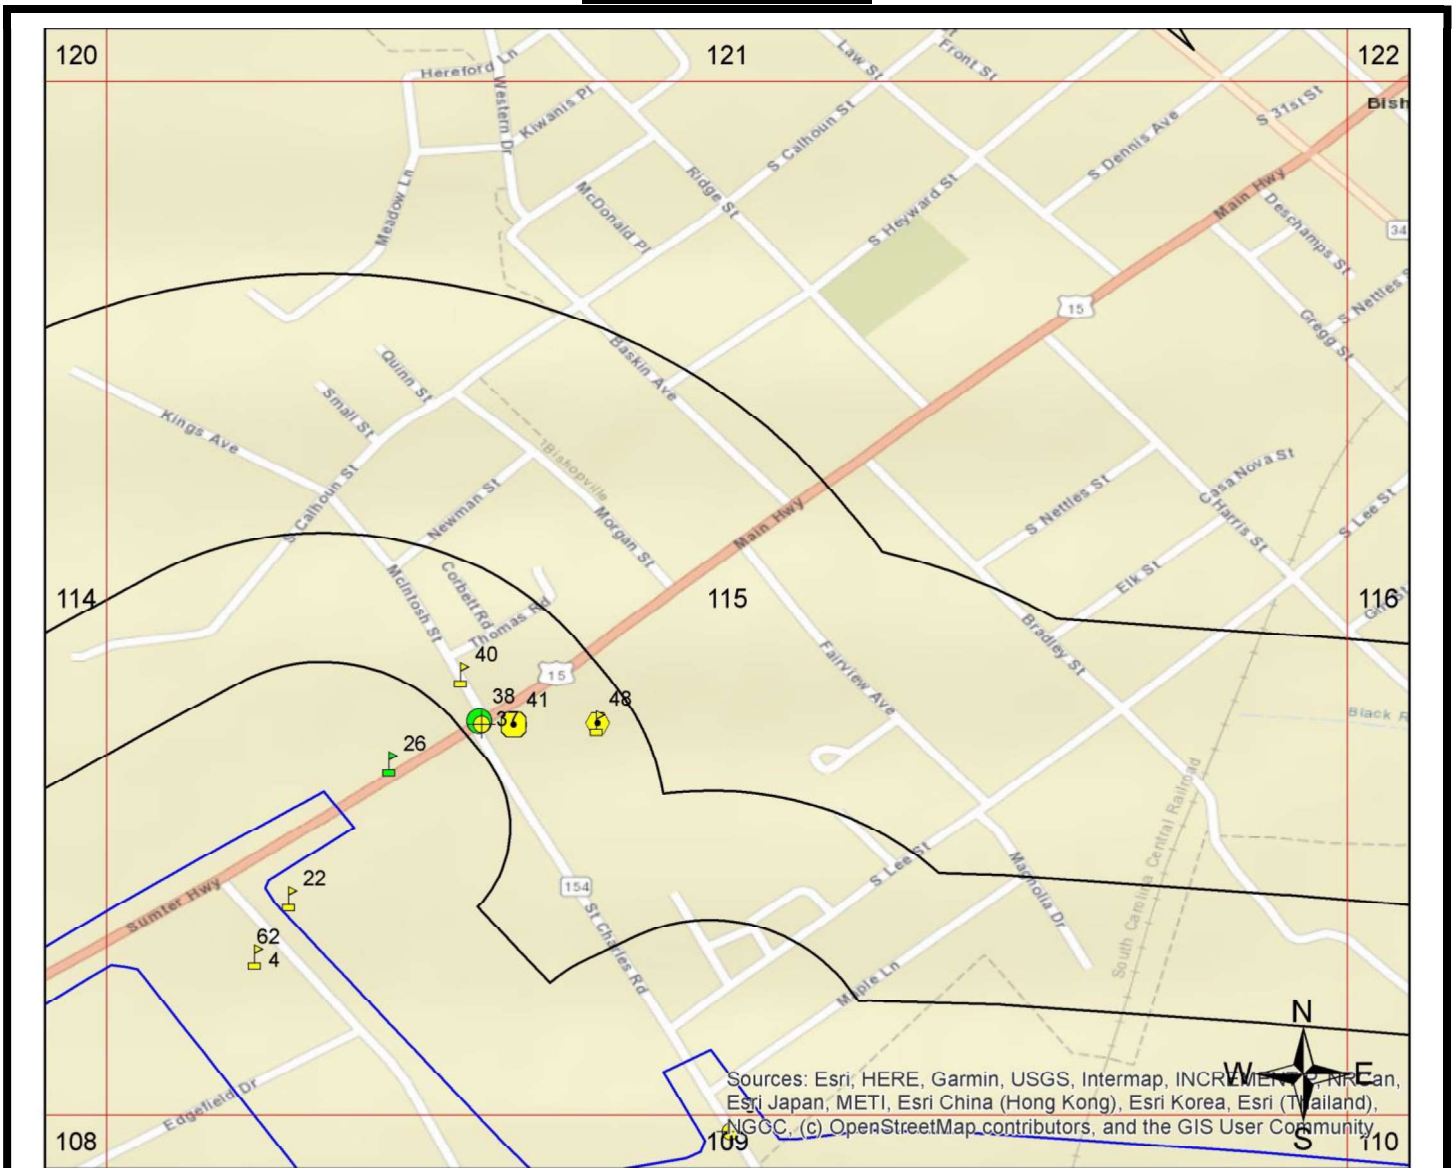 120
121
122
Hereford Ln
Western Dr
Kiwanis Pl
Law St
Front St
S Calhoun St
S 31st St
Bish
S Dennis Ave
Meadow Ln
McDonald Pl
Ridge St
S Heyward St
Main Hwy
Deschamps St
34
S Nettles S
15
Gregg St
Baskin Ave
Quinn St
Small St
Kings Ave
Bishopville
S Calhoun St
Newman St
Morgan St
Main Hwy
S Nettles St
Casa Nova St
C Harris St
S Lee St
Elk St
McIntosh St
Corbett Rd
Thomas Rd
114
115
116
Bradley St
Fairview Ave
40
15
38
41
48
37
26
Black R
South Carolina Central Railroad
154
22
Sumter Hwy
S Lee St
Magnolia Dr
St Charles Rd
62
4
Maple Ln
N
W
E
S
Edgefield Dr
Sources: Esri, HERE, Garmin, USGS, Intermap, INCREMENT P, NRCan,
Esri Japan, METI, Esri China (Hong Kong), Esri Korea, Esri (Thailand),
NGCC, (c) OpenStreetMap contributors, and the GIS User Community
108
109
110